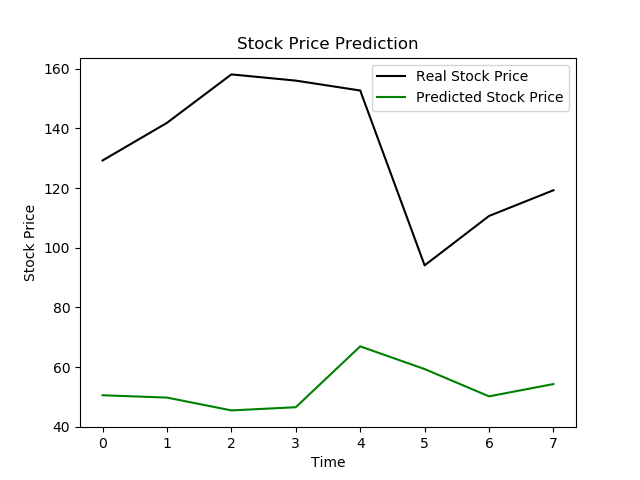 Stock Price Prediction
Real Stock Price
Predicted Stock Price
Stock Price
160
140
120
100
80
60
40
0 1 2 3 4 5 6 7
Time